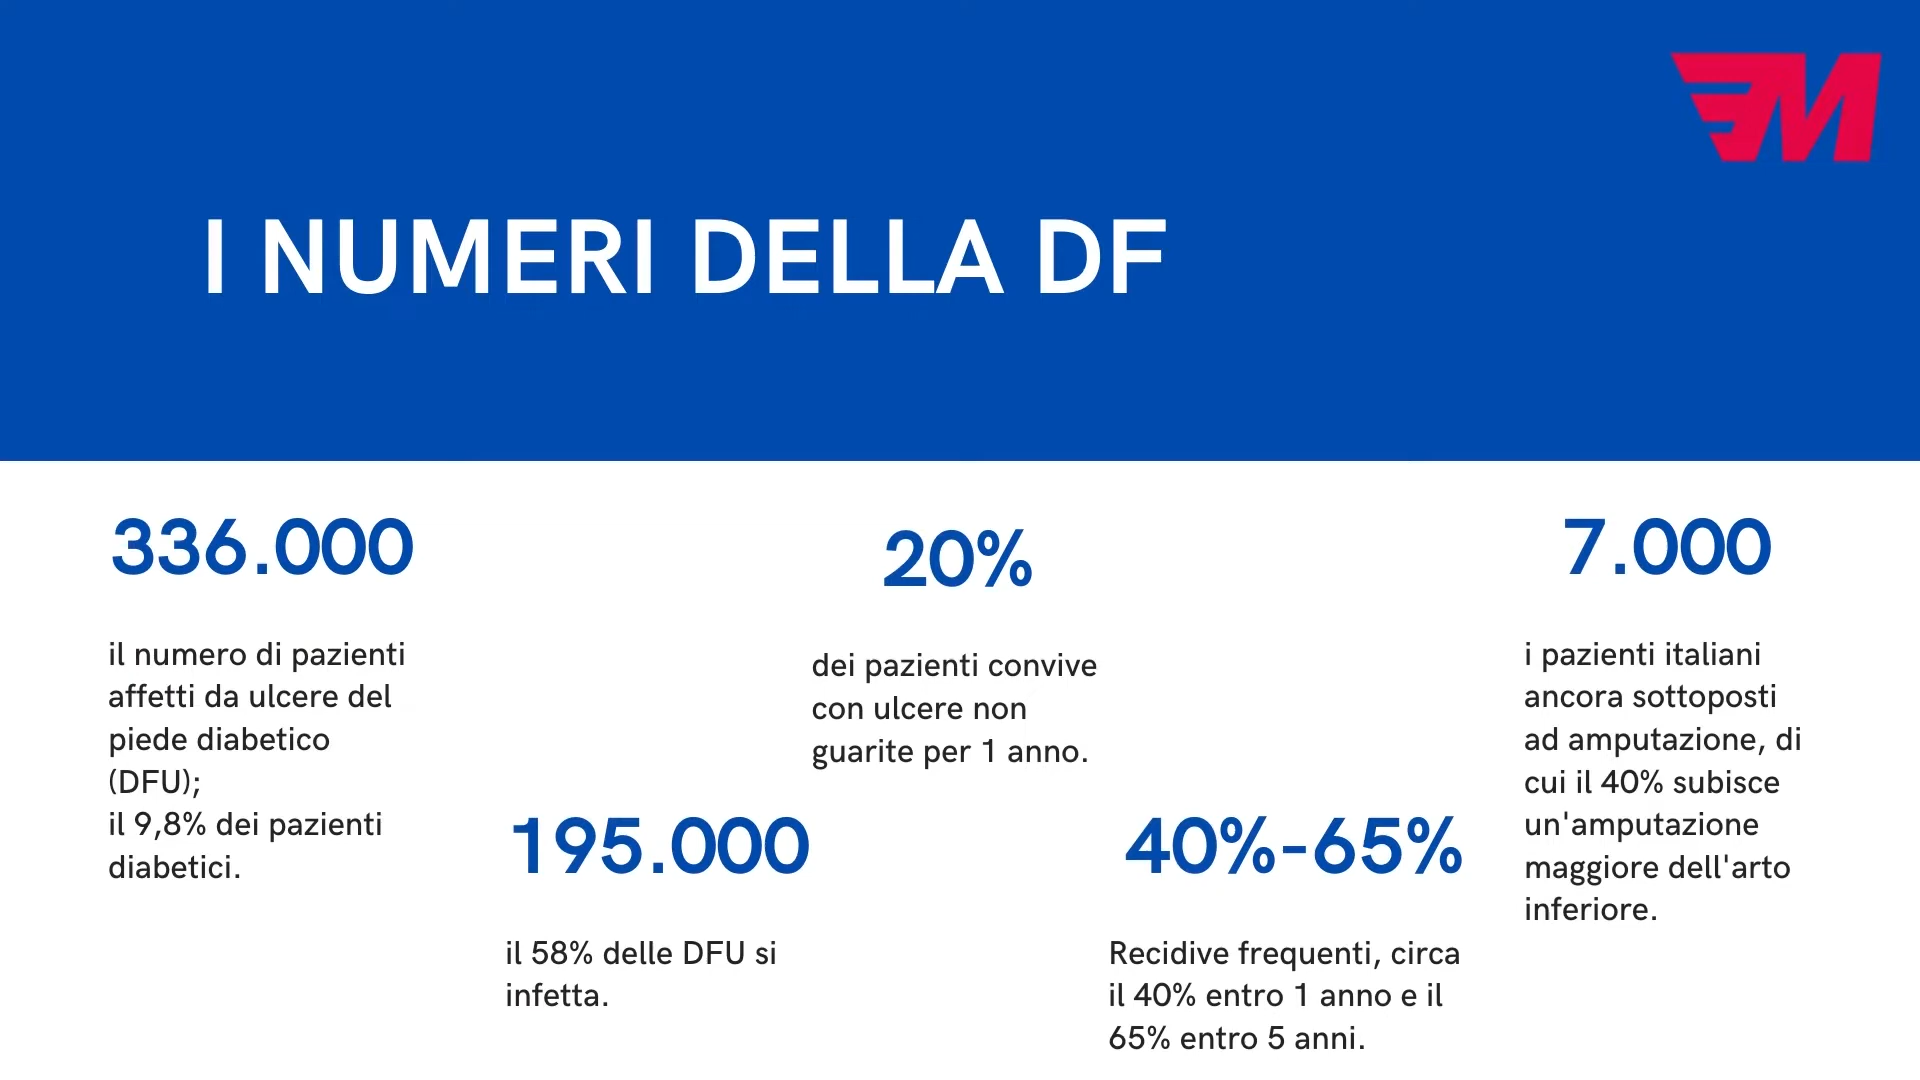 I NUMERI DELLA DF
336.000
il numero di pazienti
affetti da ulcere del
piede diabetico
(DFU);
il 9,8% dei pazienti
diabetici.
195.000
il 58% delle DFU si
infetta.
20%
dei pazienti convive
con ulcere non
guarite per 1 anno.
40%-65%
Recidive frequenti, circa
il 40% entro 1 anno e il
65% entro 5 anni.
7.000
i pazienti italiani
ancora sottoposti
ad amputazione, di
cui il 40% subisce
un'amputazione
maggiore dell'arto
inferiore.